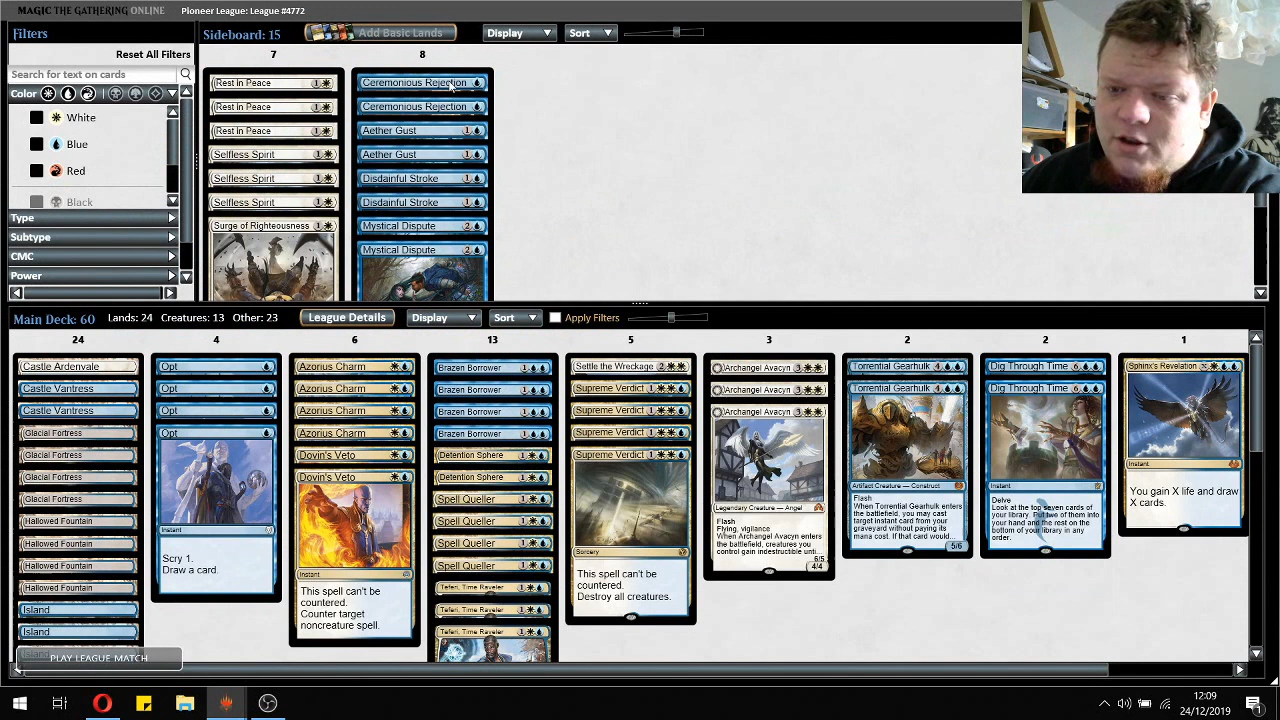 MAGIC THE GATHERING ONLINE
Pioneer League: League #4772
Filters
Reset All Filters
Search for text on cards
Color
White
Blue
Red
Black
Type
Subtype
CMC
Power
Sideboard: 15
Add Basic Lands
Display
Sort
7
8
Rest in Peace
Rest in Peace
Rest in Peace
Selfless Spirit
Selfless Spirit
Selfless Spirit
Surge of Righteousness
Ceremonious Rejection
Ceremonious Rejection
Aether Gust
Aether Gust
Disdainful Stroke
Disdainful Stroke
Mystical Dispute
Mystical Dispute
Main Deck: 60
Lands: 24
Creatures: 13
Other: 23
League Details
Display
Sort
Apply Filters
24
Castle Ardenvale
Castle Vantress
Castle Vantress
Glacial Fortress
Glacial Fortress
Glacial Fortress
Glacial Fortress
Hallowed Fountain
Hallowed Fountain
Hallowed Fountain
Hallowed Fountain
Island
Island
PLAY LEAGUE MATCH
4
Opt
Opt
Opt
Opt
Instant
Scry 1.
Draw a card.
6
Azorius Charm
Azorius Charm
Azorius Charm
Azorius Charm
Dovin's Veto
Dovin's Veto
Instant
This spell can't be
countered.
Counter target
noncreature spell.
13
Brazen Borrower
Brazen Borrower
Brazen Borrower
Brazen Borrower
Detention Sphere
Detention Sphere
Spell Queller
Spell Queller
Spell Queller
Spell Queller
Teferi, Time Raveler
Teferi, Time Raveler
Teferi, Time Raveler
5
Settle the Wreckage
Supreme Verdict
Supreme Verdict
Supreme Verdict
Supreme Verdict
Sorcery
This spell can't be
countered.
Destroy all creatures.
3
Archangel Avacyn
Archangel Avacyn
Archangel Avacyn
Legendary Creature — Angel
Flash
Flying, vigilance
When Archangel Avacyn enters
the battlefield, creatures you
control gain indestructible unti...
6/5
4/4
2
Torrential Gearhulk
Torrential Gearhulk
Artifact Creature — Construct
Flash
When Torrential Gearhulk enters
the battlefield, you may cast
target instant card from your
graveyard without paying its
mana cost. If that card would...
5/6
2
Dig Through Time
Dig Through Time
Instant
Delve
Look at the top seven cards of
your library. Put two of them into
your hand and the rest on the
bottom of your library in any
order.
1
Sphinx's Revelation
Instant
You gain X life and draw
X cards.
12:09
24/12/2019